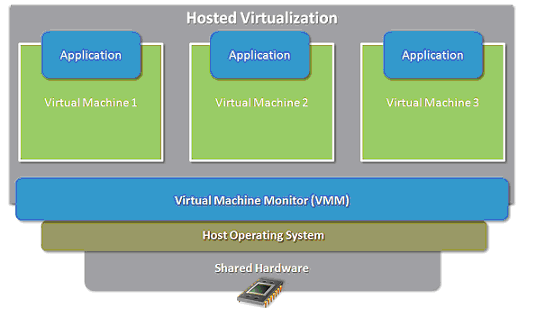 Hosted Virtualization
Application
Application
Application
Virtual Machine 1
Virtual Machine 2
Virtual Machine 3
Virtual Machine Monitor (VMM)
Host Operating System
Shared Hardware